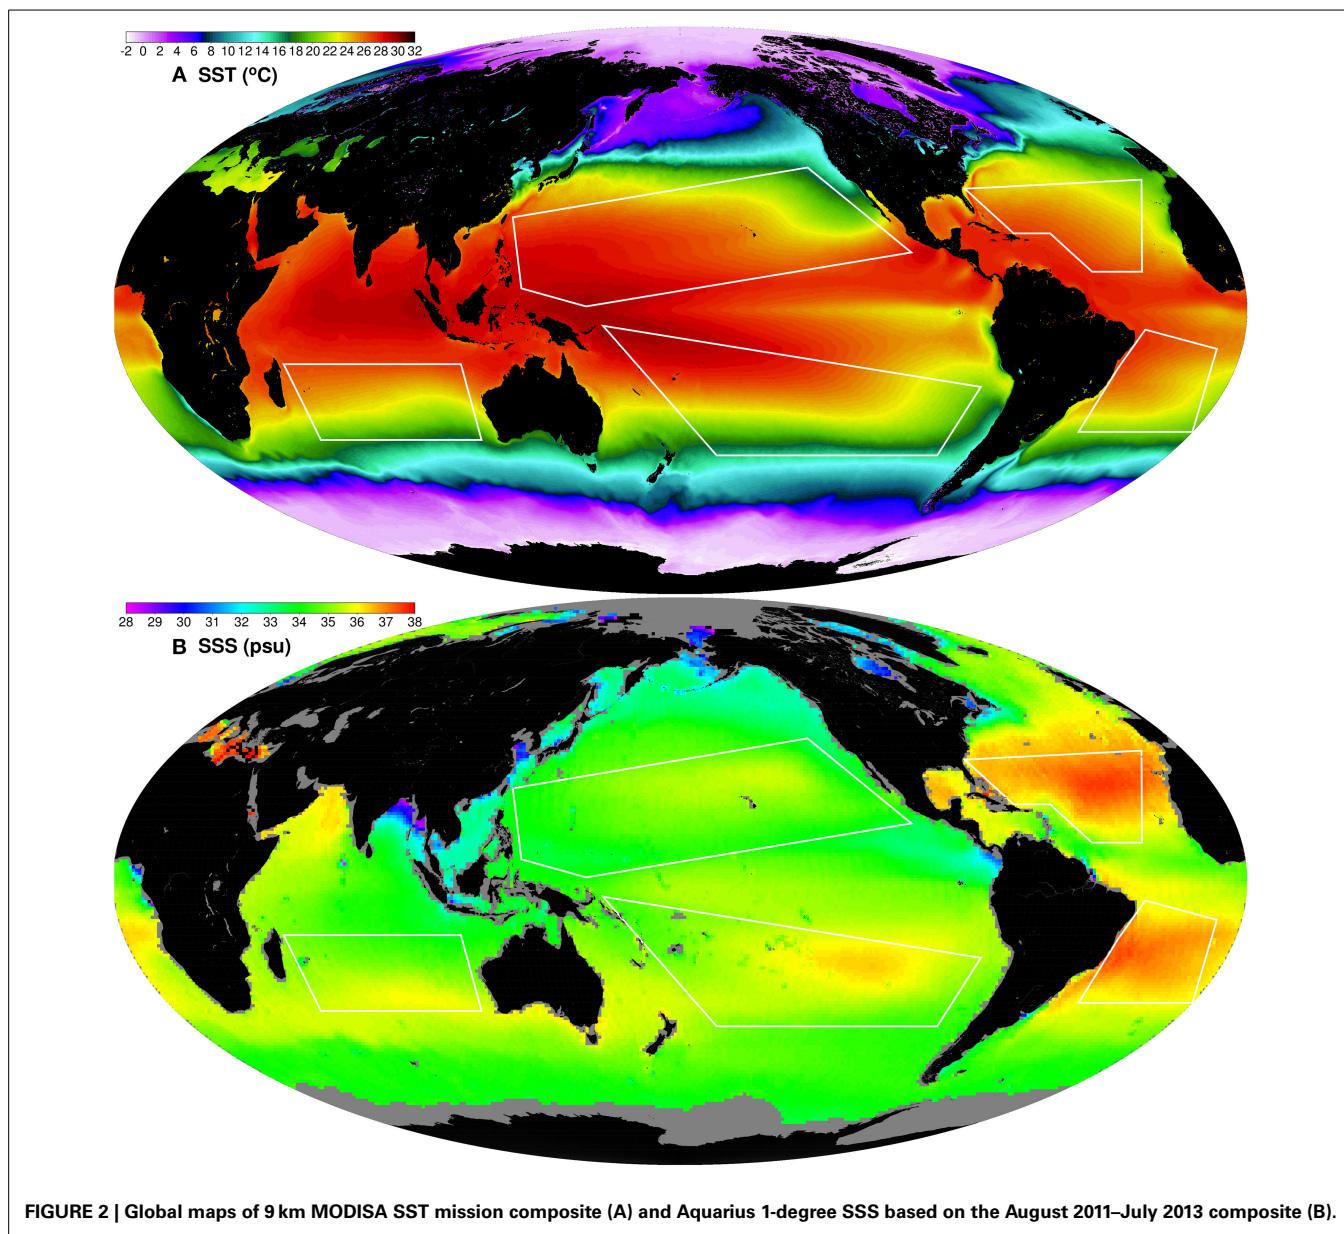 -2 0 2 4 6 8 10 12 14 16 18 20 22 24 26 28 30 32
A SST (ºC)
28 29 30 31 32 33 34 35 36 37 38
B SSS (psu)
FIGURE 2 | Global maps of 9 km MODISA SST mission composite (A) and Aquarius 1-degree SSS based on the August 2011–July 2013 composite (B).